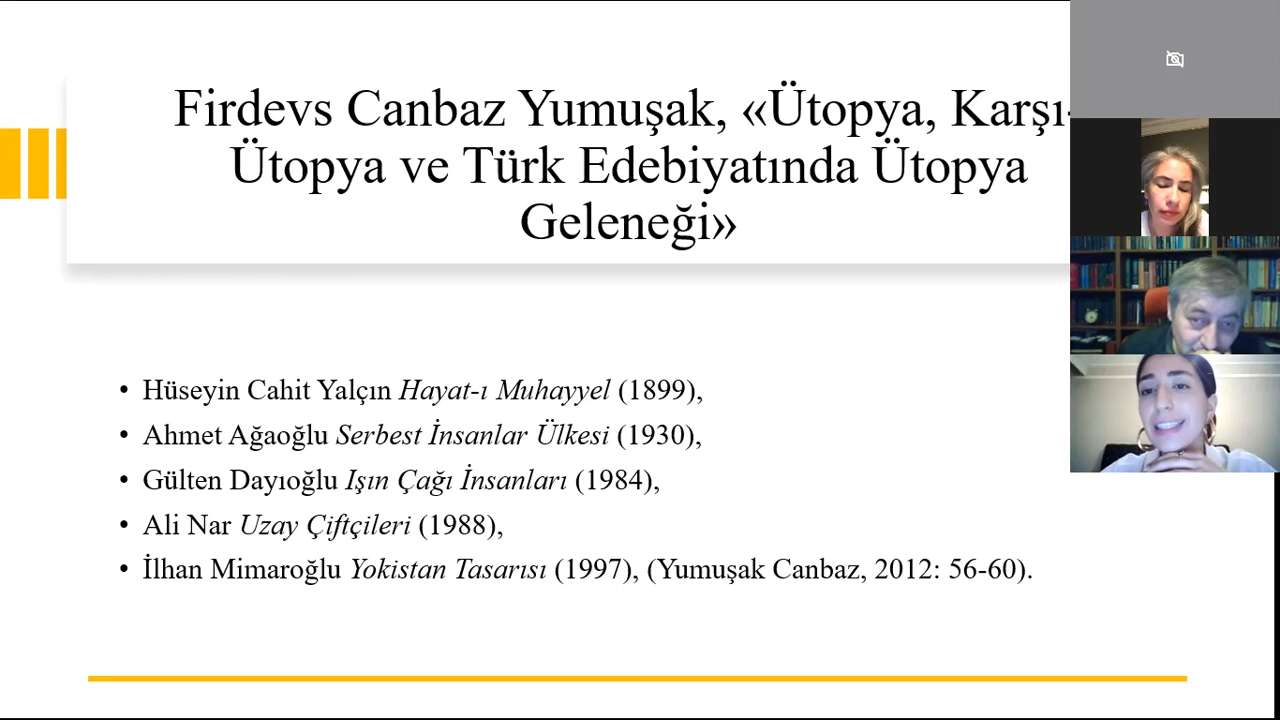 Firdevs Canbaz Yumuşak, «Ütopya, Karşı-
Ütopya ve Türk Edebiyatında Ütopya
Geleneği»
• Hüseyin Cahit Yalçın Hayat-ı Muhayyel (1899),
• Ahmet Ağaoğlu Serbest İnsanlar Ülkesi (1930),
• Gülten Dayıoğlu Işın Çağı İnsanları (1984),
• Ali Nar Uzay Çiftçileri (1988),
• İlhan Mimaroğlu Yokistan Tasarısı (1997), (Yumuşak Canbaz, 2012: 56-60).